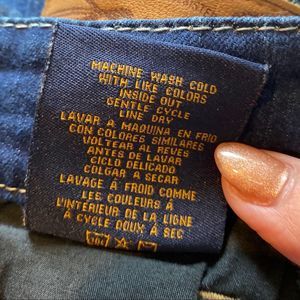 MACHINE WASH COLD
WITH LIKE COLORS
INSIDE OUT
GENTLE CYCLE
LINE DRY
LAVAR A MAQUINA EN FRIO
CON COLORES SIMILARES
VOLTEAR AL REVES
ANTES DE LAVAR
CICLO DELICADO
COLGAR A SECAR
LAVAGE À FROID COMME
LES COULEURS À
L'INTÉRIEUR DE LA LIGNE
À CYCLE DOUX À SEC